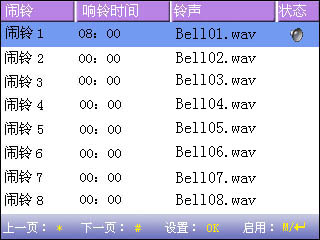 闹铃 响铃时间 铃声 状态
闹铃 1 08：00 Bell01.wav
闹铃 2 00：00 Bell02.wav
闹铃 3 00：00 Bell03.wav
闹铃 4 00：00 Bell04.wav
闹铃 5 00：00 Bell05.wav
闹铃 6 00：00 Bell06.wav
闹铃 7 00：00 Bell07.wav
闹铃 8 00：00 Bell08.wav
上一页： * 下一页： # 设置： OK 启用： M/↵